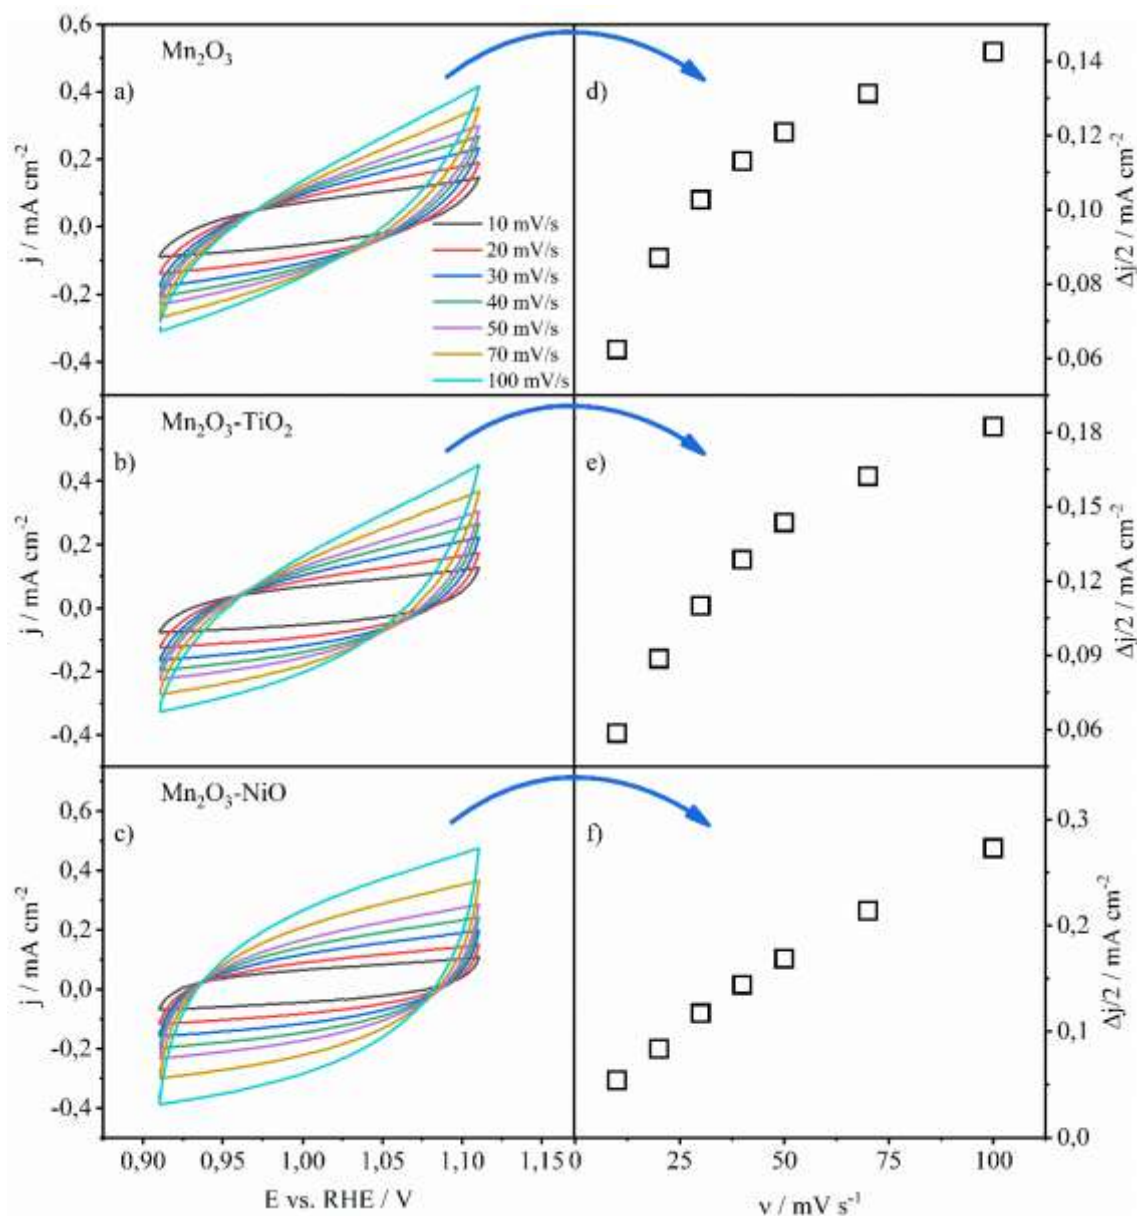 Mn₂O₃
a)
0,6
0,4
0,2
0,0
-0,2
-0,4
j / mA cm⁻²
10 mV/s
20 mV/s
30 mV/s
40 mV/s
50 mV/s
70 mV/s
100 mV/s
d)
0,14
0,12
0,10
0,08
0,06
Δj/2 / mA cm⁻²
Mn₂O₃-TiO₂
b)
0,6
0,4
0,2
0,0
-0,2
-0,4
j / mA cm⁻²
e)
0,18
0,15
0,12
0,09
0,06
Δj/2 / mA cm⁻²
Mn₂O₃-NiO
c)
0,6
0,4
0,2
0,0
-0,2
-0,4
j / mA cm⁻²
f)
0,3
0,2
0,1
0,0
Δj/2 / mA cm⁻²
0,90 0,95 1,00 1,05 1,10 1,15
E vs. RHE / V
0 25 50 75 100
ν / mV s⁻¹